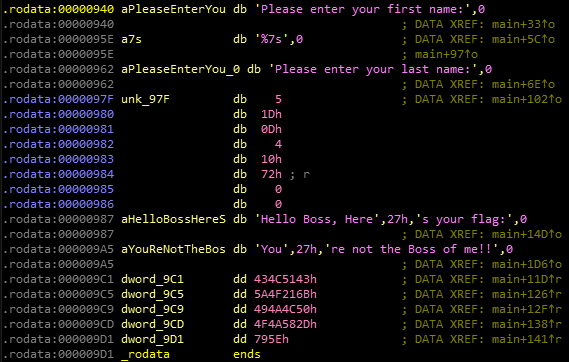 .rodata:00000940 aPleaseEnterYou db 'Please enter your first name:',0
.rodata:00000940 ; DATA XREF: main+33↑o
.rodata:0000095E a7s db '%7s',0 ; DATA XREF: main+5C↑o
.rodata:0000095E ; main+97↑o
.rodata:00000962 aPleaseEnterYou_0 db 'Please enter your last name:',0
.rodata:00000962 ; DATA XREF: main+6E↑o
.rodata:0000097F unk_97F db 5 ; DATA XREF: main+102↑o
.rodata:00000980 db 1Dh
.rodata:00000981 db 0Dh
.rodata:00000982 db 4
.rodata:00000983 db 10h
.rodata:00000984 db 72h ; r
.rodata:00000985 db 0
.rodata:00000986 db 0
.rodata:00000987 aHelloBossHereS db 'Hello Boss, Here',27h,'s your flag:',0
.rodata:00000987 ; DATA XREF: main+14D↑o
.rodata:000009A5 aYouReNotTheBos db 'You',27h,'re not the Boss of me!!',0
.rodata:000009A5 ; DATA XREF: main+1D6↑o
.rodata:000009C1 dword_9C1 dd 434C5143h ; DATA XREF: main+11D↑r
.rodata:000009C5 dword_9C5 dd 5A4F216Bh ; DATA XREF: main+126↑r
.rodata:000009C9 dword_9C9 dd 494A4C50h ; DATA XREF: main+12F↑r
.rodata:000009CD dword_9CD dd 4F4A582Dh ; DATA XREF: main+138↑r
.rodata:000009D1 dword_9D1 dd 795Eh ; DATA XREF: main+141↑r
.rodata:000009D1 _rodata ends